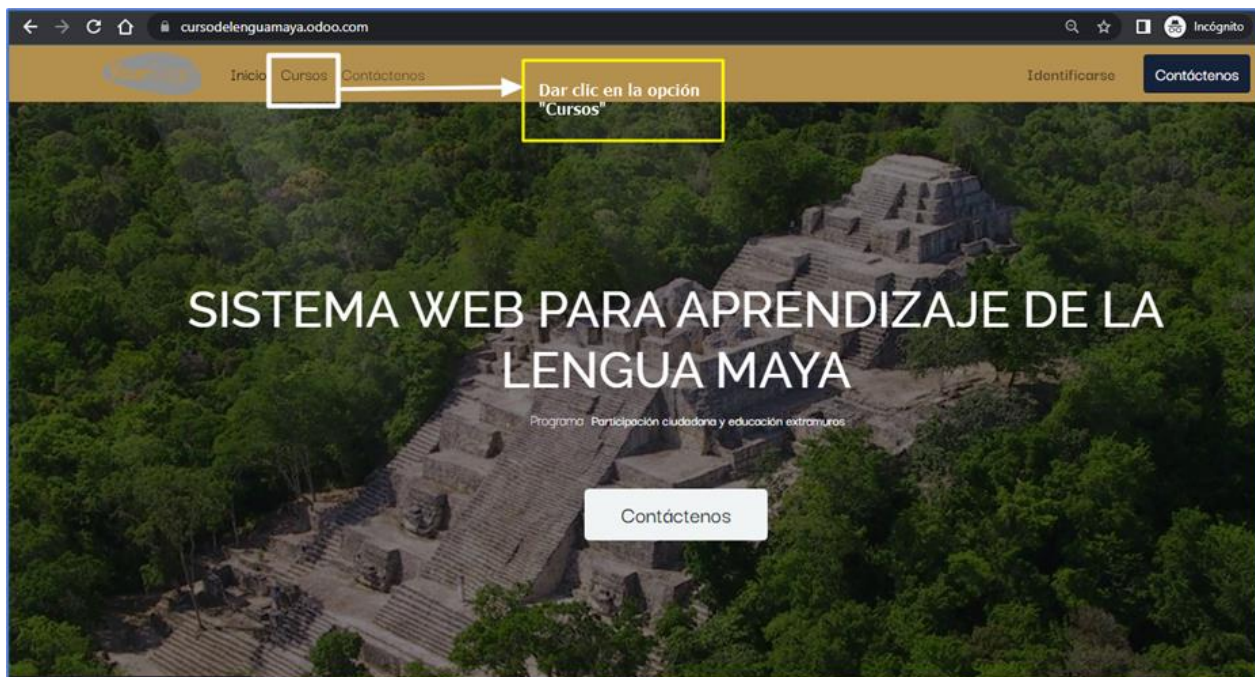 cursodelenguamaya.odoo.com
Incógnito
Inicio Cursos Contáctenos
Identificarse
Contáctenos
Dar clic en la opción
"Cursos"
SISTEMA WEB PARA APRENDIZAJE DE LA
LENGUA MAYA
Programa Participación ciudadana y educación extramuros
Contáctenos